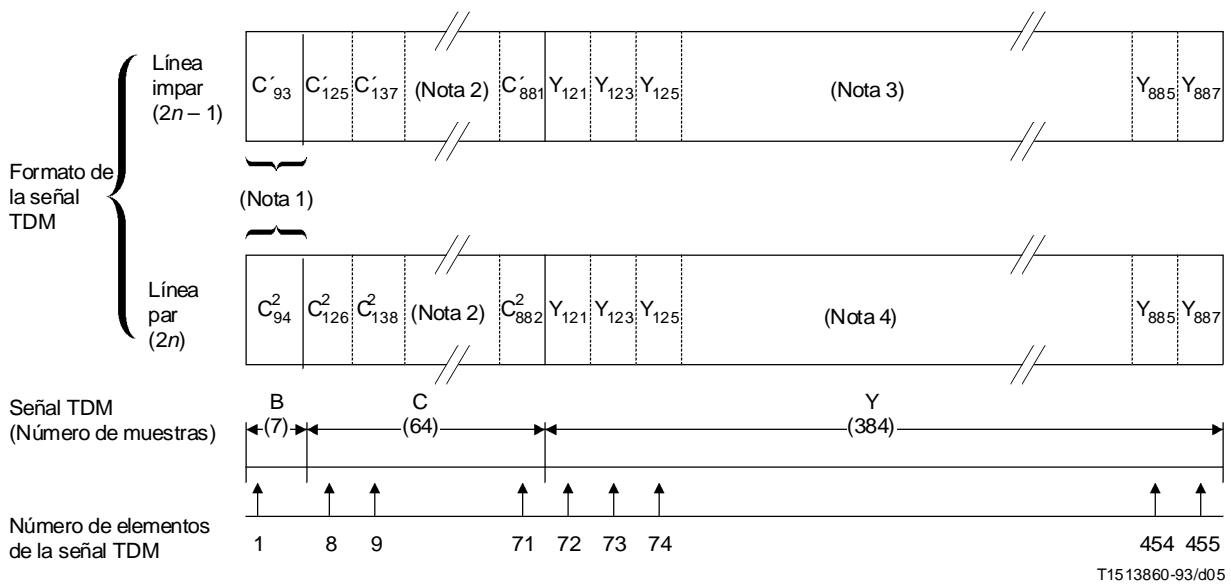 Línea
impar
(2n – 1)
C´93 C´125 C´137 (Nota 2) C´881 Y121 Y123 Y125 (Nota 3) Y885 Y887
Formato de
la señal
TDM
(Nota 1)
Línea
par
(2n)
C²94 C²126 C²138 (Nota 2) C²882 Y121 Y123 Y125 (Nota 4) Y885 Y887
Señal TDM
(Número de muestras)
B
(7)
C
(64)
Y
(384)
Número de elementos
de la señal TDM
1 8 9 71 72 73 74 454 455
T1513860-93/d05